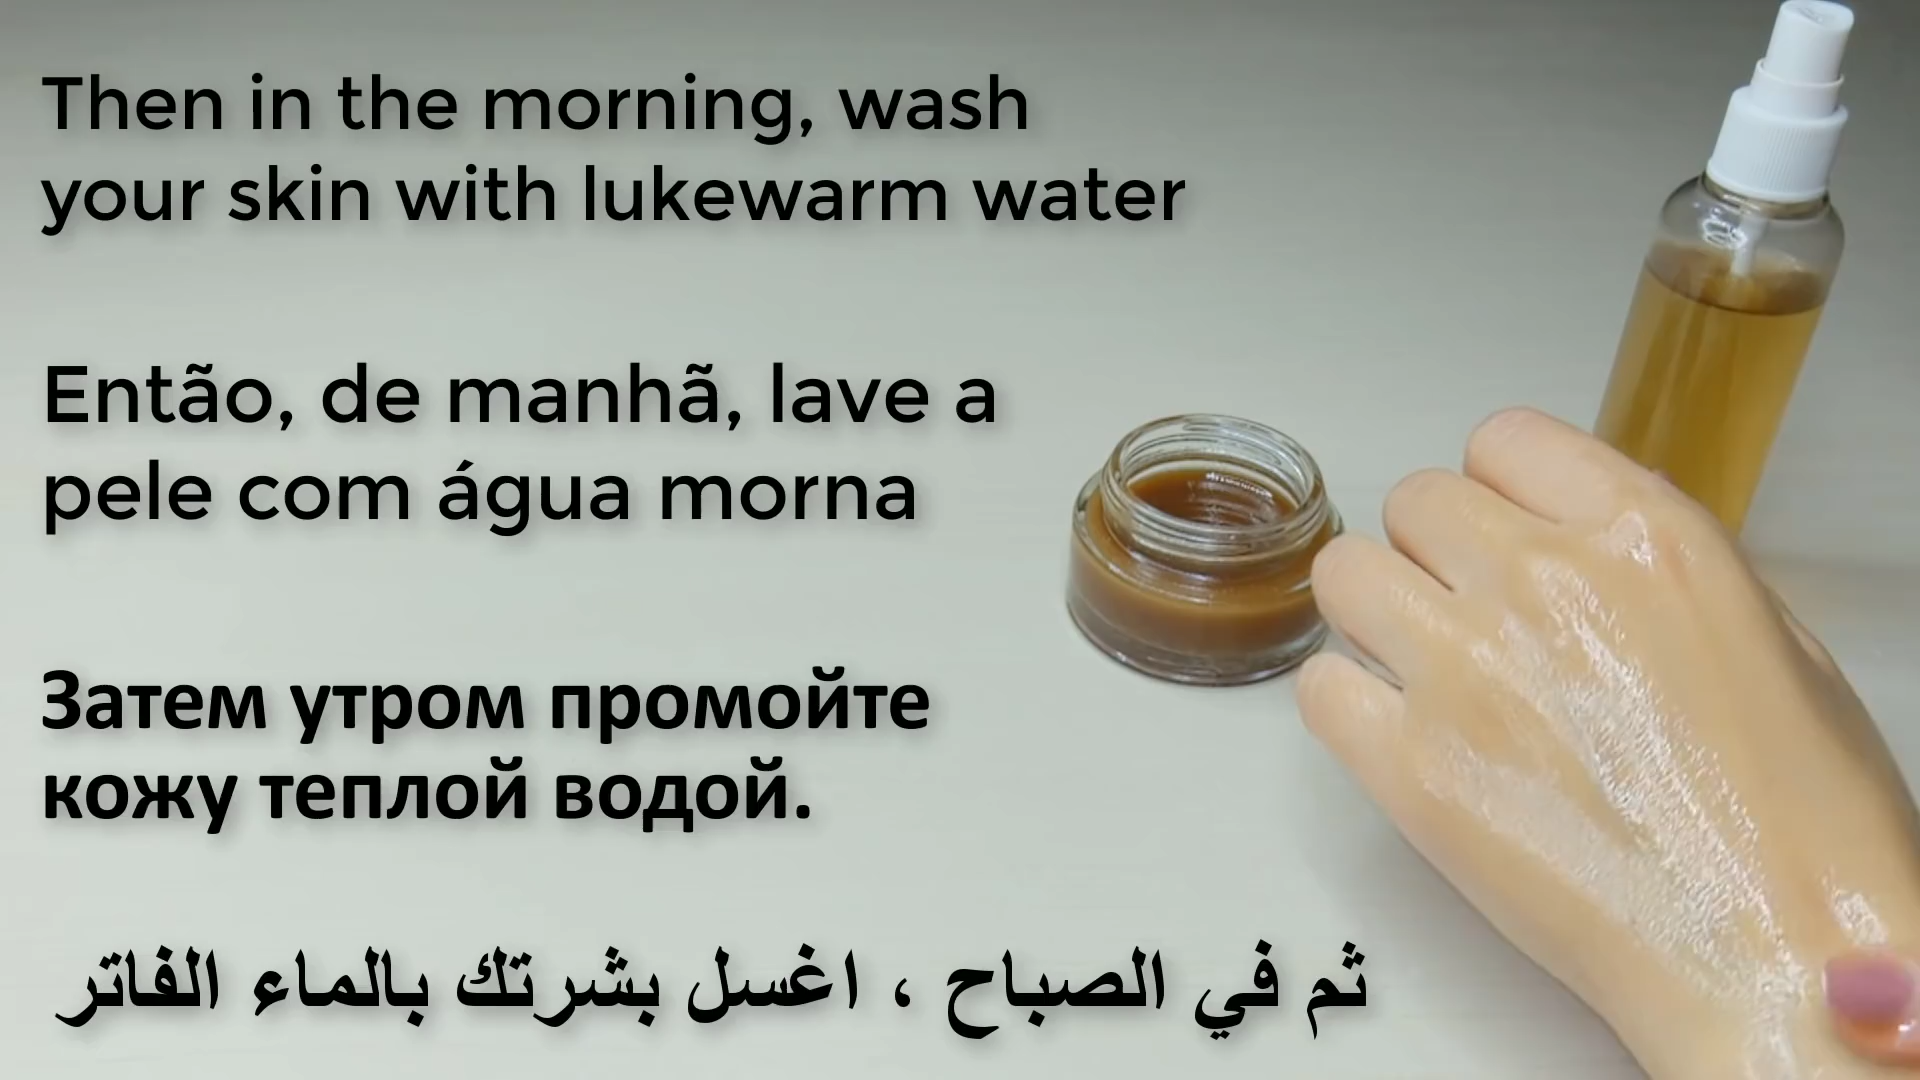 Then in the morning, wash
your skin with lukewarm water
Então, de manhã, lave a
pele com água morna
Затем утром промойте
кожу теплой водой.
ثم في الصباح ، اغسل بشرتك بالماء الفاتر